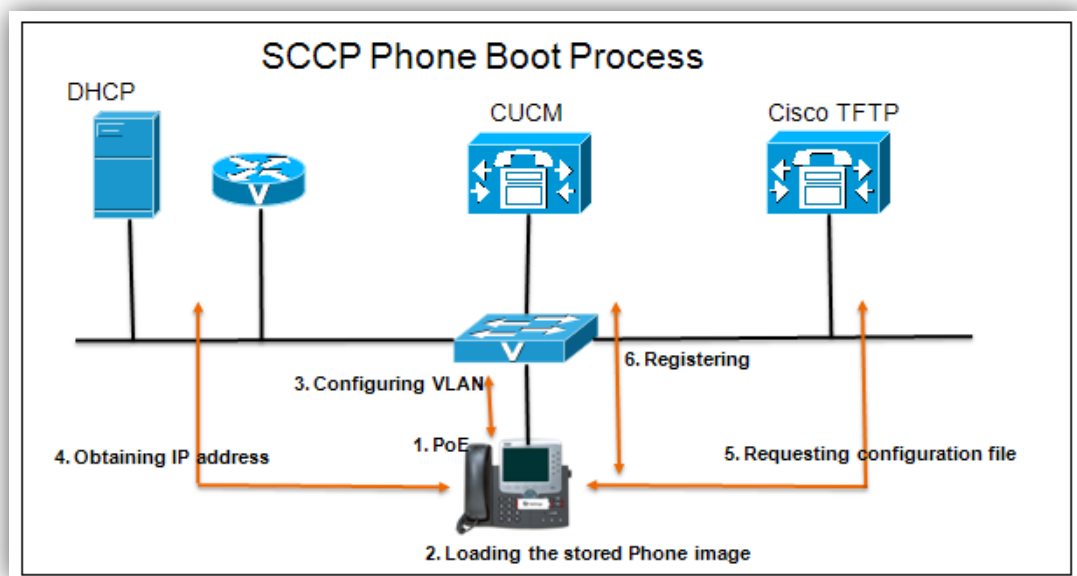 SCCP Phone Boot Process
DHCP
CUCM
Cisco TFTP
V
V
6. Registering
3. Configuring VLAN
1. PoE
4. Obtaining IP address
5. Requesting configuration file
2. Loading the stored Phone image